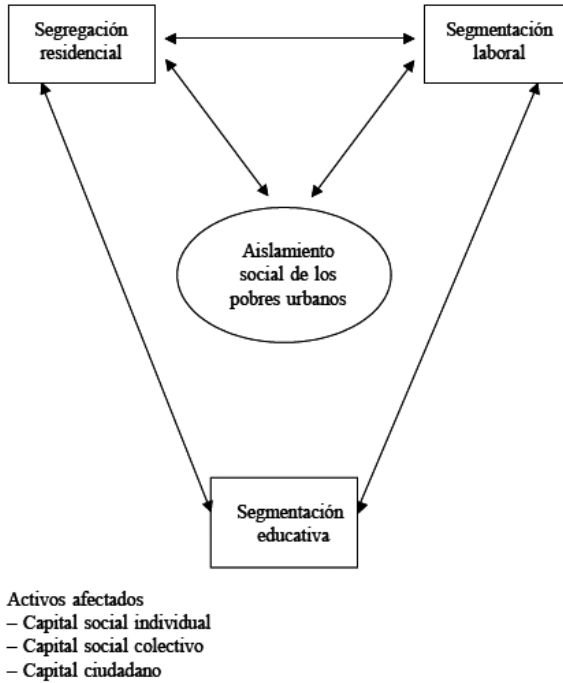 Segregación
residencial
Segmentación
laboral
Aislamiento
social de los
pobres urbanos
Segmentación
educativa
Activos afectados
– Capital social individual
– Capital social colectivo
– Capital ciudadano